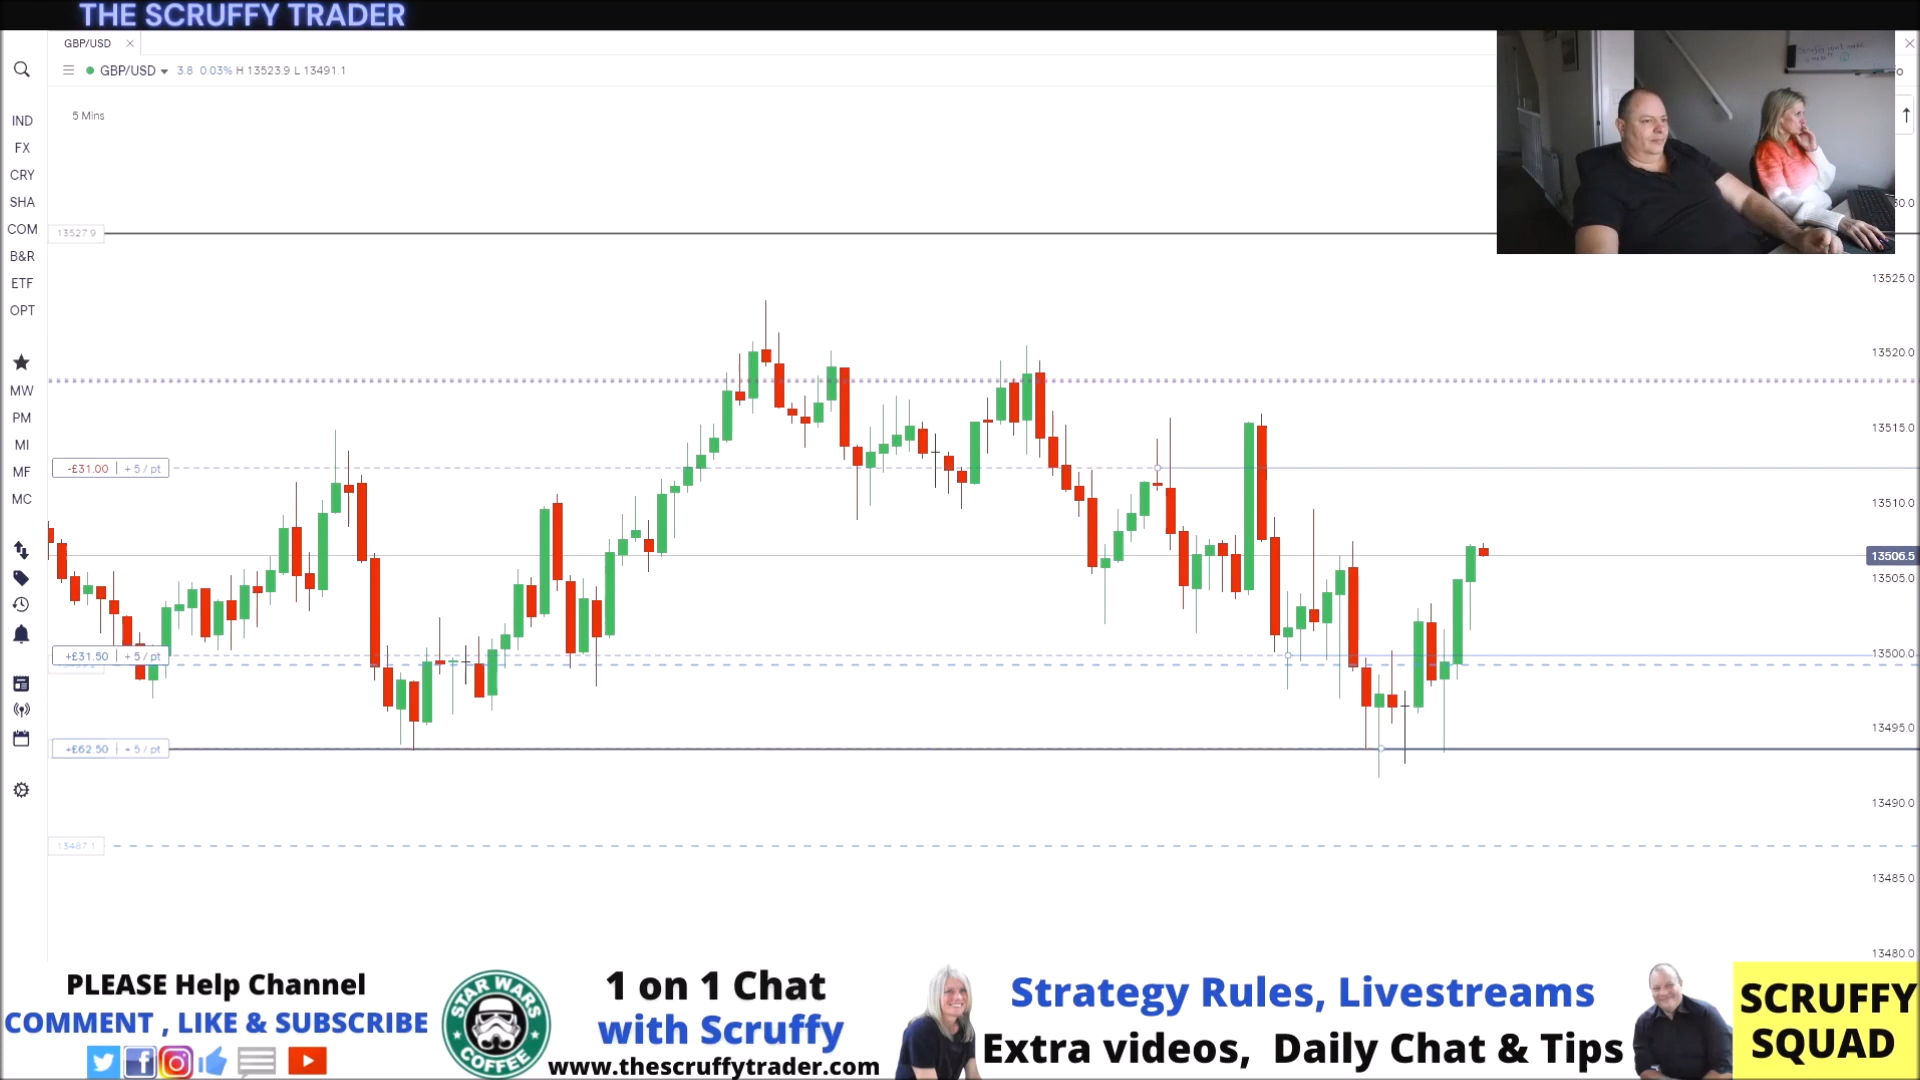 THE SCRUFFY TRADER
GBP/USD
GBP/USD 3.8 0.03% H 13523.9 L 13491.1
5 Mins
IND
FX
CRY
SHA
COM
B&R
ETF
OPT
MW
PM
MI
MF
MC
13527.9
-£31.00 | + 5 / pt
+£31.50 | + 5 / pt
+£62.50 | + 5 / pt
13487.1
13525.0
13520.0
13515.0
13510.0
13506.5
13505.0
13500.0
13495.0
13490.0
13485.0
13480.0
PLEASE Help Channel
COMMENT , LIKE & SUBSCRIBE
STAR WARS
COFFEE
1 on 1 Chat
with Scruffy
www.thescruffytrader.com
Strategy Rules, Livestreams
Extra videos, Daily Chat & Tips
SCRUFFY
SQUAD